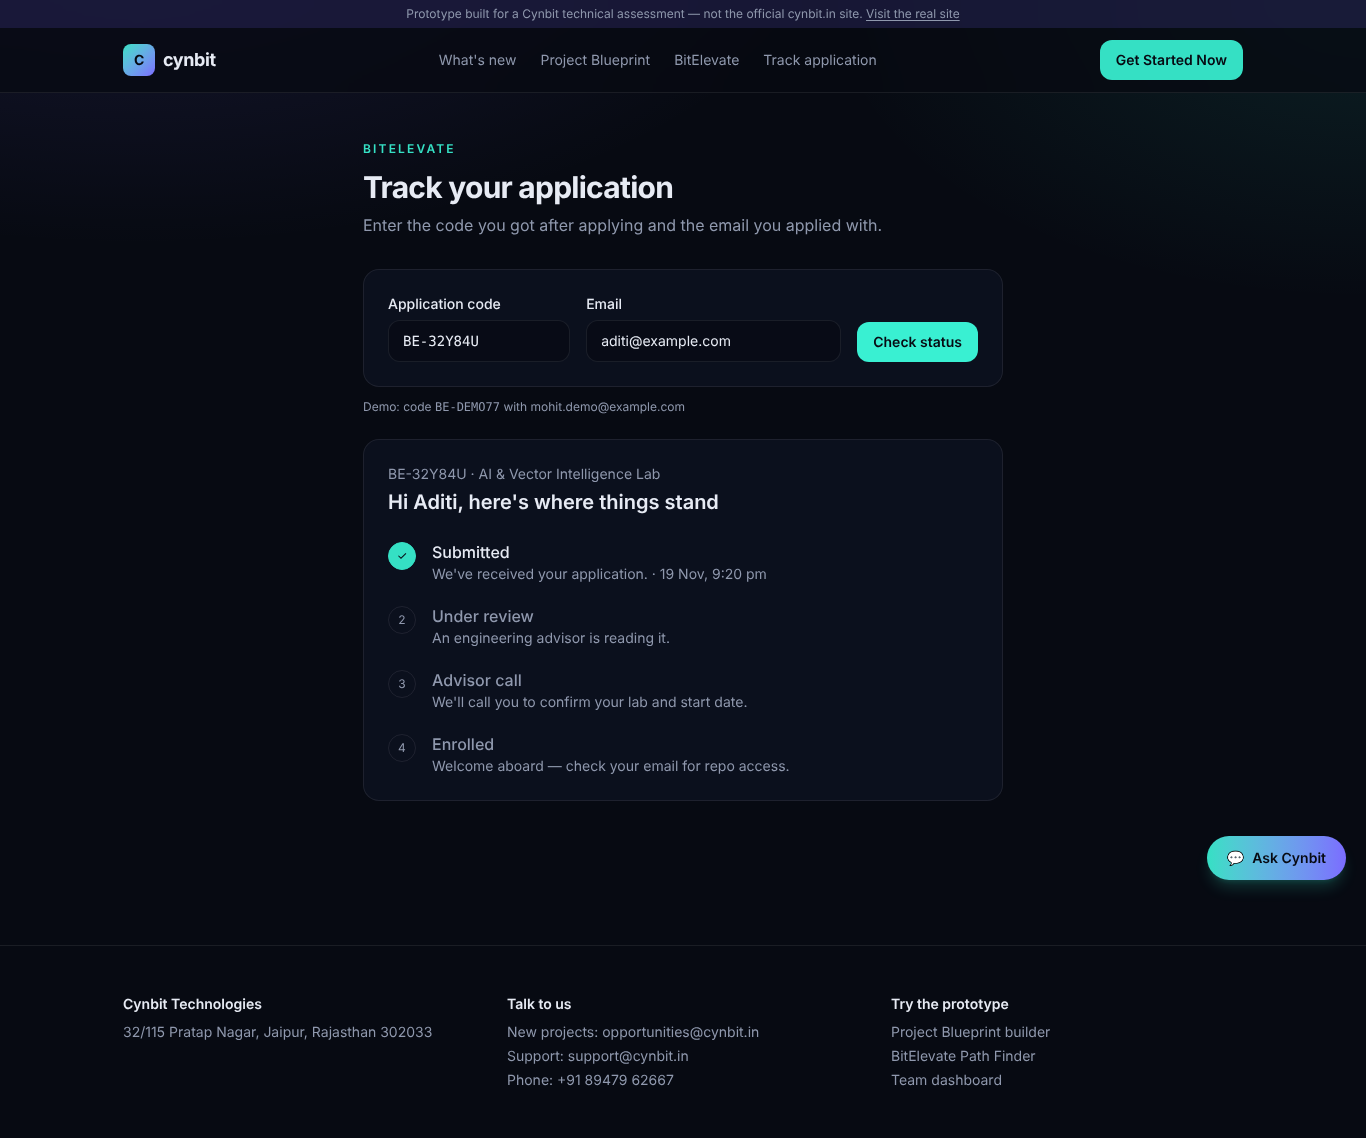 Prototype built for a Cynbit technical assessment — not the official cynbit.in site. Visit the real site
C cynbit
What's new Project Blueprint BitElevate Track application
Get Started Now
BITELEVATE
Track your application
Enter the code you got after applying and the email you applied with.
Application code Email
BE-32Y84U aditi@example.com Check status
Demo: code BE-DEMO77 with mohit.demo@example.com
BE-32Y84U · AI & Vector Intelligence Lab
Hi Aditi, here's where things stand
Submitted
We've received your application. · 19 Nov, 9:20 pm
2 Under review
An engineering advisor is reading it.
3 Advisor call
We'll call you to confirm your lab and start date.
4 Enrolled
Welcome aboard — check your email for repo access.
Ask Cynbit
Cynbit Technologies
32/115 Pratap Nagar, Jaipur, Rajasthan 302033
Talk to us
New projects: opportunities@cynbit.in
Support: support@cynbit.in
Phone: +91 89479 62667
Try the prototype
Project Blueprint builder
BitElevate Path Finder
Team dashboard